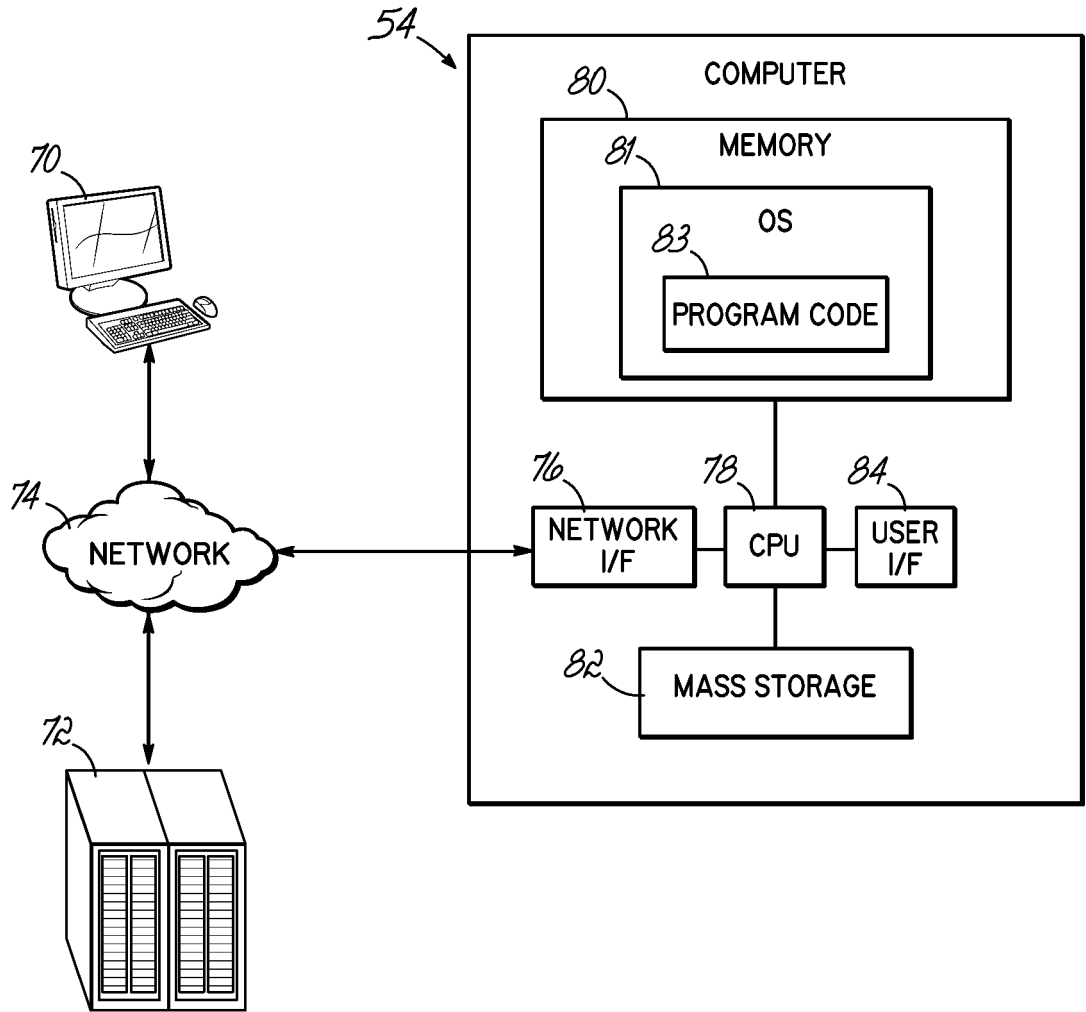 54
COMPUTER
80
MEMORY
81
OS
83
PROGRAM CODE
70
74
NETWORK
76
NETWORK
I/F
78
CPU
84
USER
I/F
82
MASS STORAGE
72